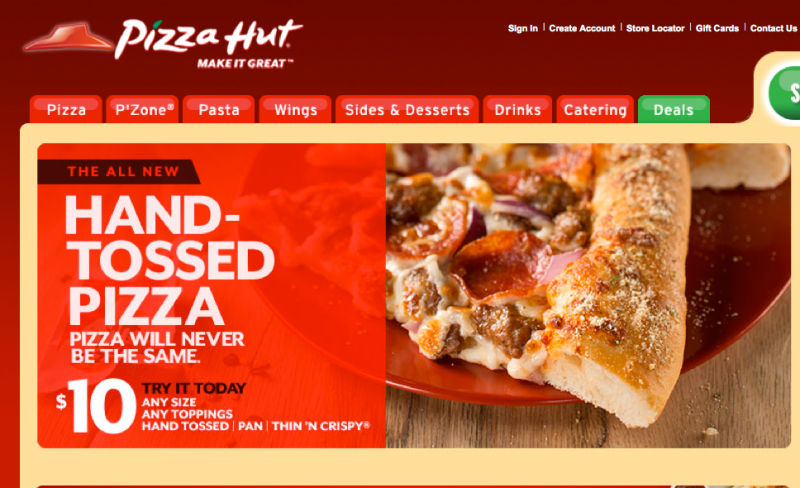 Pizza Hut®
MAKE IT GREAT™
Sign In | Create Account | Store Locator | Gift Cards | Contact Us
Pizza
P'Zone®
Pasta
Wings
Sides & Desserts
Drinks
Catering
Deals
THE ALL NEW
HAND-
TOSSED
PIZZA
PIZZA WILL NEVER
BE THE SAME.
$10
TRY IT TODAY
ANY SIZE
ANY TOPPINGS
HAND TOSSED | PAN | THIN 'N CRISPY®